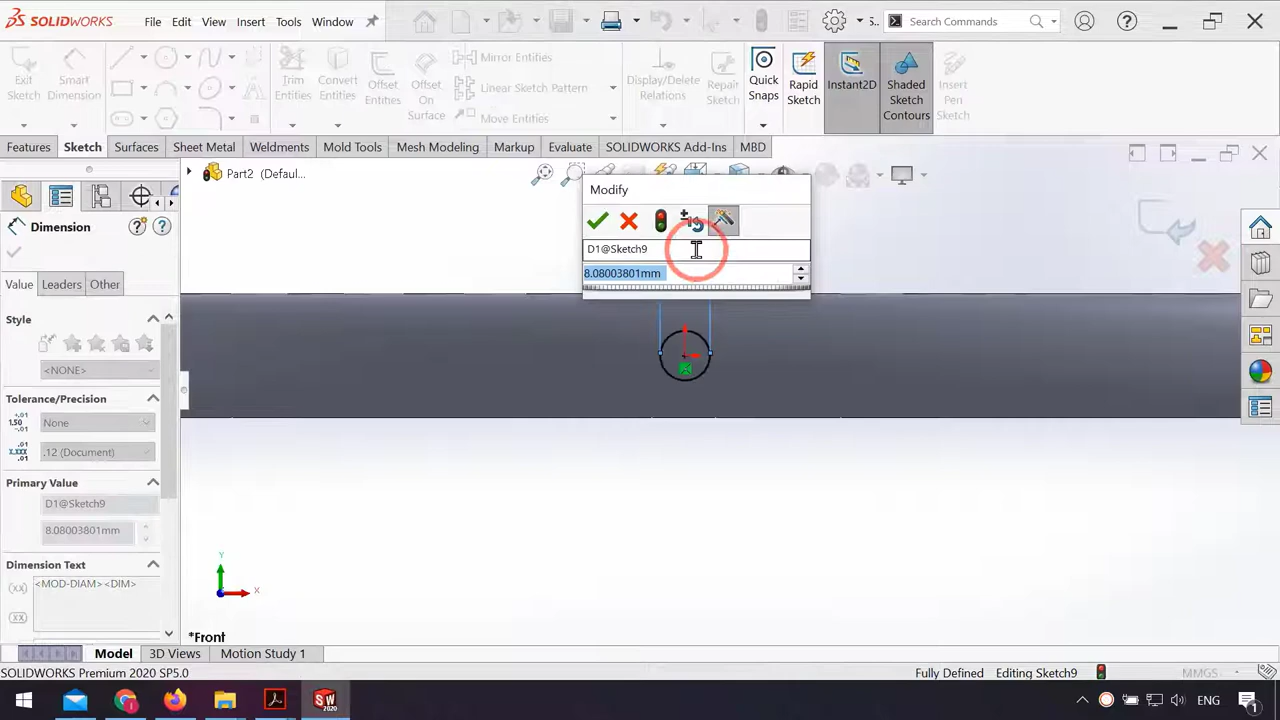 SOLIDWORKS File Edit View Insert Tools Window S.. Search Commands
Exit Sketch
Smart Dimension
Trim Entities
Convert Entities
Offset Entities
Offset On Surface
Mirror Entities
Linear Sketch Pattern
Move Entities
Display/Delete Relations
Repair Sketch
Quick Snaps
Rapid Sketch
Instant2D
Shaded Sketch Contours
Insert Pen Sketch
Features Sketch Surfaces Sheet Metal Weldments Mold Tools Mesh Modeling Markup Evaluate SOLIDWORKS Add-Ins MBD
Part2 (Defaul...
Modify
D1@Sketch9
8.08003801mm
Dimension
Value Leaders Other
Style
<NONE>
Tolerance/Precision
None
.12 (Document)
Primary Value
D1@Sketch9
8.08003801mm
Dimension Text
<MOD-DIAM><DIM>
Y
X
*Front
Model 3D Views Motion Study 1
SOLIDWORKS Premium 2020 SP5.0 Fully Defined Editing Sketch9 MMGS
SW 2020
ENG
1